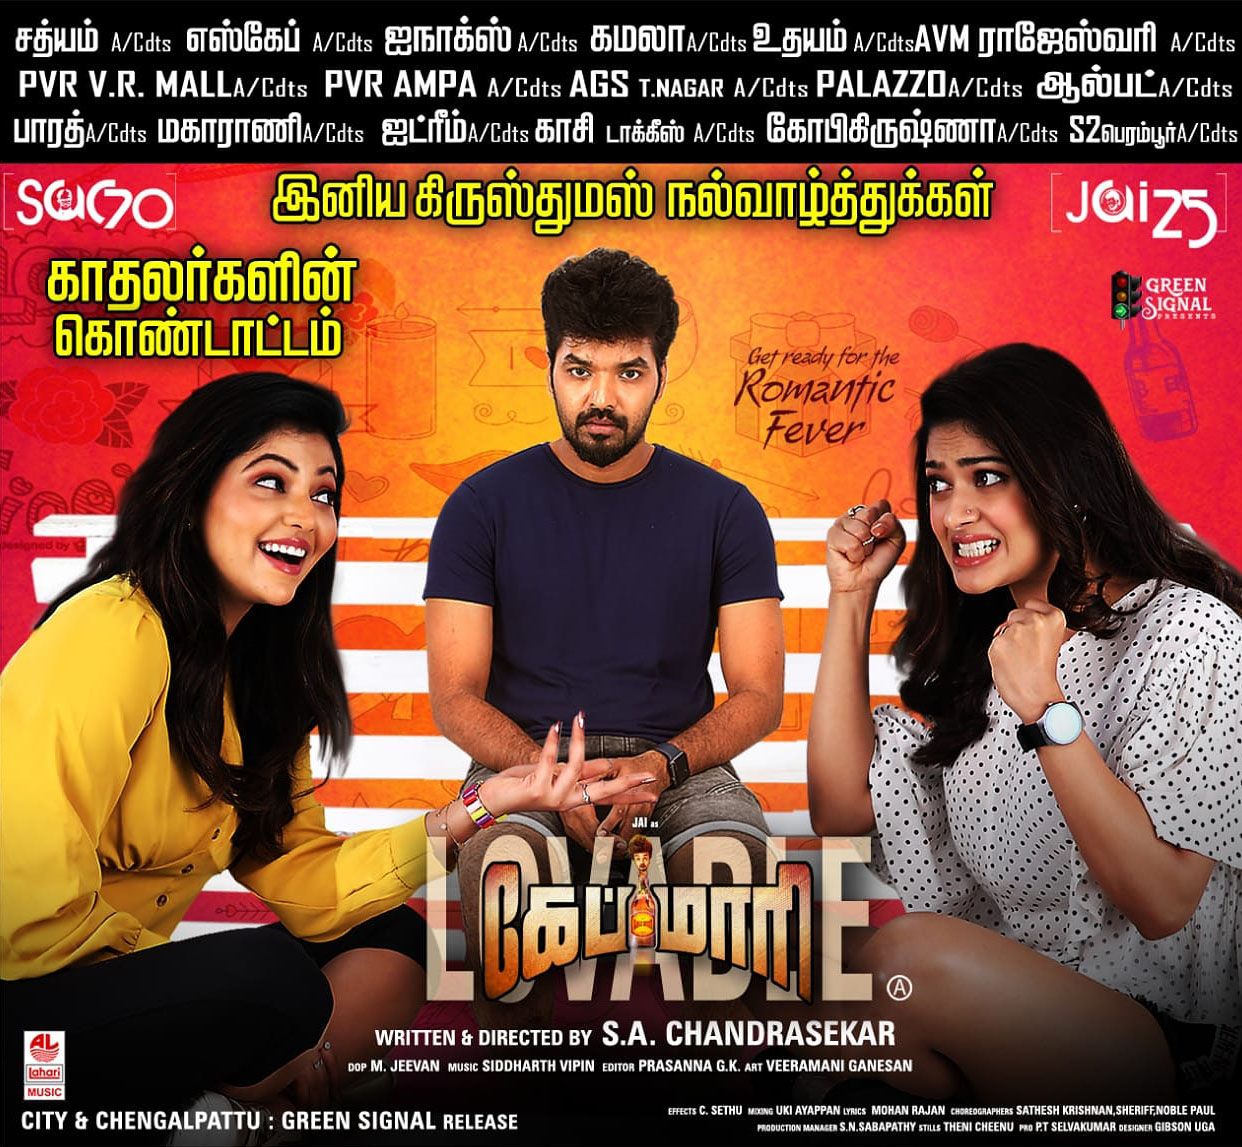 சத்யம் A/Cdts எஸ்கேப் A/Cdts ஐநாக்ஸ் A/Cdts கமலா A/Cdts உதயம் A/Cdts AVM ராஜேஸ்வரி A/Cdts
PVR V.R. MALL A/Cdts PVR AMPA A/Cdts AGS T.NAGAR A/Cdts PALAZZO A/Cdts ஆல்பட் A/Cdts
பாரத் A/Cdts மகாராணி A/Cdts ஐட்ரீம் A/Cdts காசி டாக்கீஸ் A/Cdts கோபிகிருஷ்ணா A/Cdts S2 பெரம்பூர் A/Cdts
இனிய கிருஸ்துமஸ் நல்வாழ்த்துக்கள்
Jai 25
காதலர்களின்
கொண்டாட்டம்
GREEN
SIGNAL
PRESENTS
Get ready for the
Romantic
Fever
JAI as
LOVABLE
கேப்மாரி
A
WRITTEN & DIRECTED BY S.A. CHANDRASEKAR
DOP M. JEEVAN MUSIC SIDDHARTH VIPIN EDITOR PRASANNA G.K. ART VEERAMANI GANESAN
Lahari
MUSIC
CITY & CHENGALPATTU : GREEN SIGNAL RELEASE
EFFECTS C. SETHU MIXING UKI AYAPPAN LYRICS MOHAN RAJAN CHOREOGRAPHERS SATHESH KRISHNAN,SHERIFF,NOBLE PAUL
PRODUCTION MANAGER S.N.SABAPATHY STILLS THENI CHEENU PRO P.T SELVAKUMAR DESIGNER GIBSON UGA